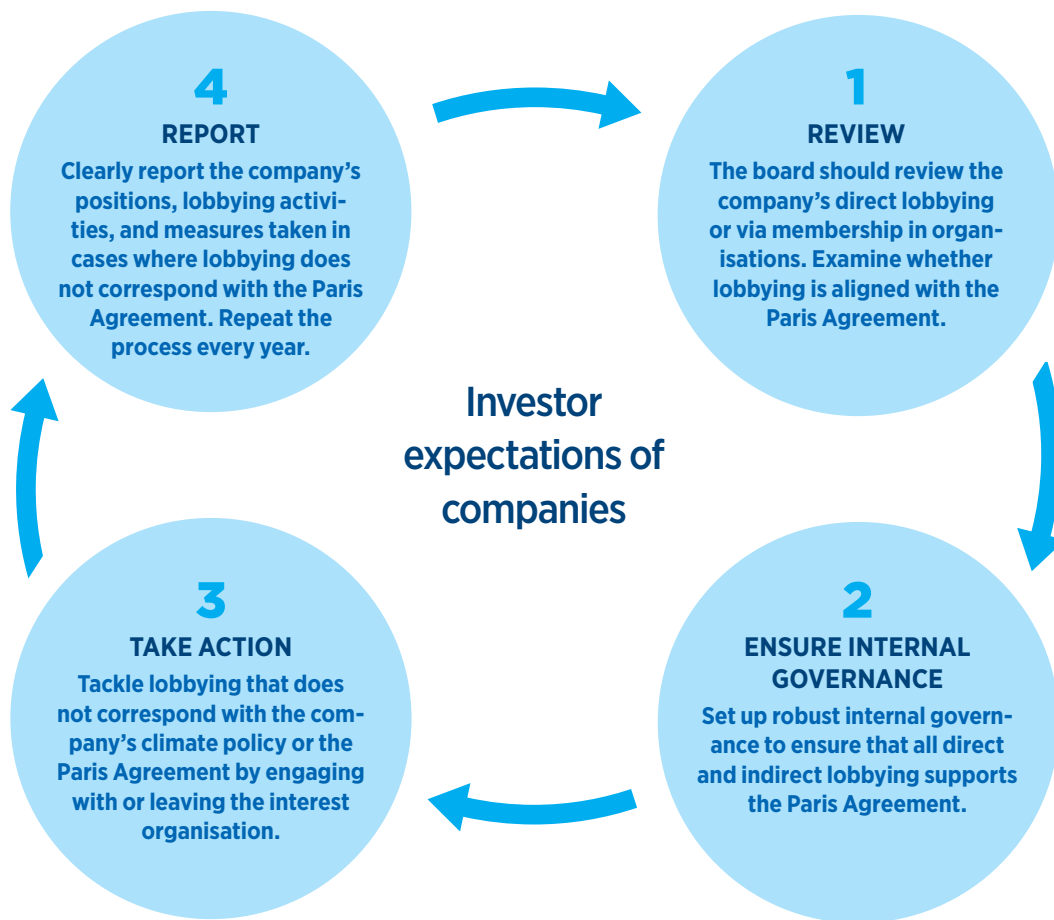 4
REPORT
Clearly report the company’s
positions, lobbying activi-
ties, and measures taken in
cases where lobbying does
not correspond with the Paris
Agreement. Repeat the
process every year.
1
REVIEW
The board should review the
company’s direct lobbying
or via membership in organ-
isations. Examine whether
lobbying is aligned with the
Paris Agreement.
Investor
expectations of
companies
3
TAKE ACTION
Tackle lobbying that does
not correspond with the com-
pany’s climate policy or the
Paris Agreement by engaging
with or leaving the interest
organisation.
2
ENSURE INTERNAL
GOVERNANCE
Set up robust internal govern-
ance to ensure that all direct
and indirect lobbying supports
the Paris Agreement.